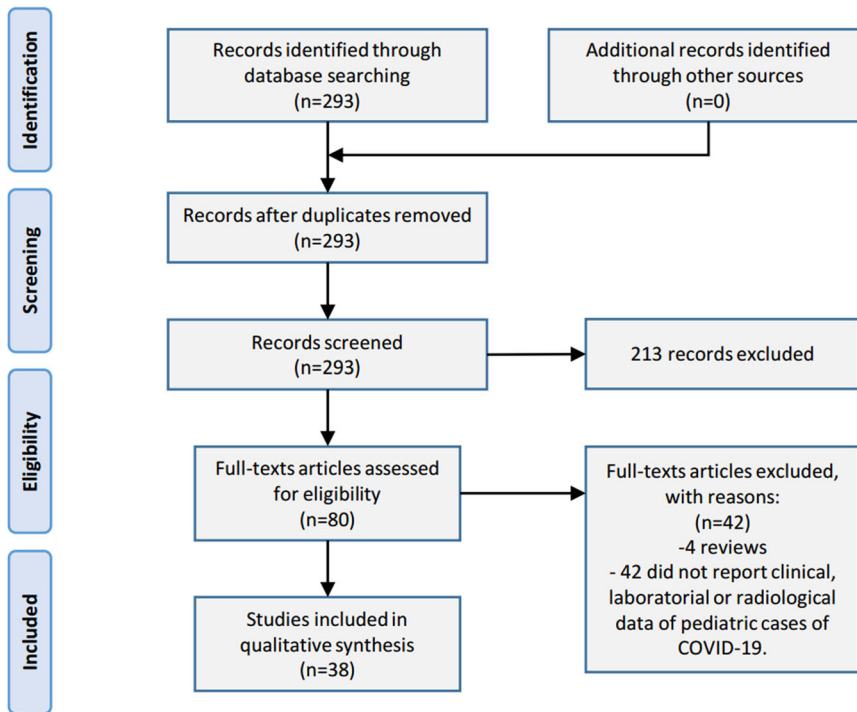 Identification
Records identified through
database searching
(n=293)
Additional records identified
through other sources
(n=0)
Screening
Records after duplicates removed
(n=293)
Records screened
(n=293)
213 records excluded
Eligibility
Full-texts articles assessed
for eligibility
(n=80)
Full-texts articles excluded,
with reasons:
(n=42)
-4 reviews
- 42 did not report clinical,
laboratorial or radiological
data of pediatric cases of
COVID-19.
Included
Studies included in
qualitative synthesis
(n=38)